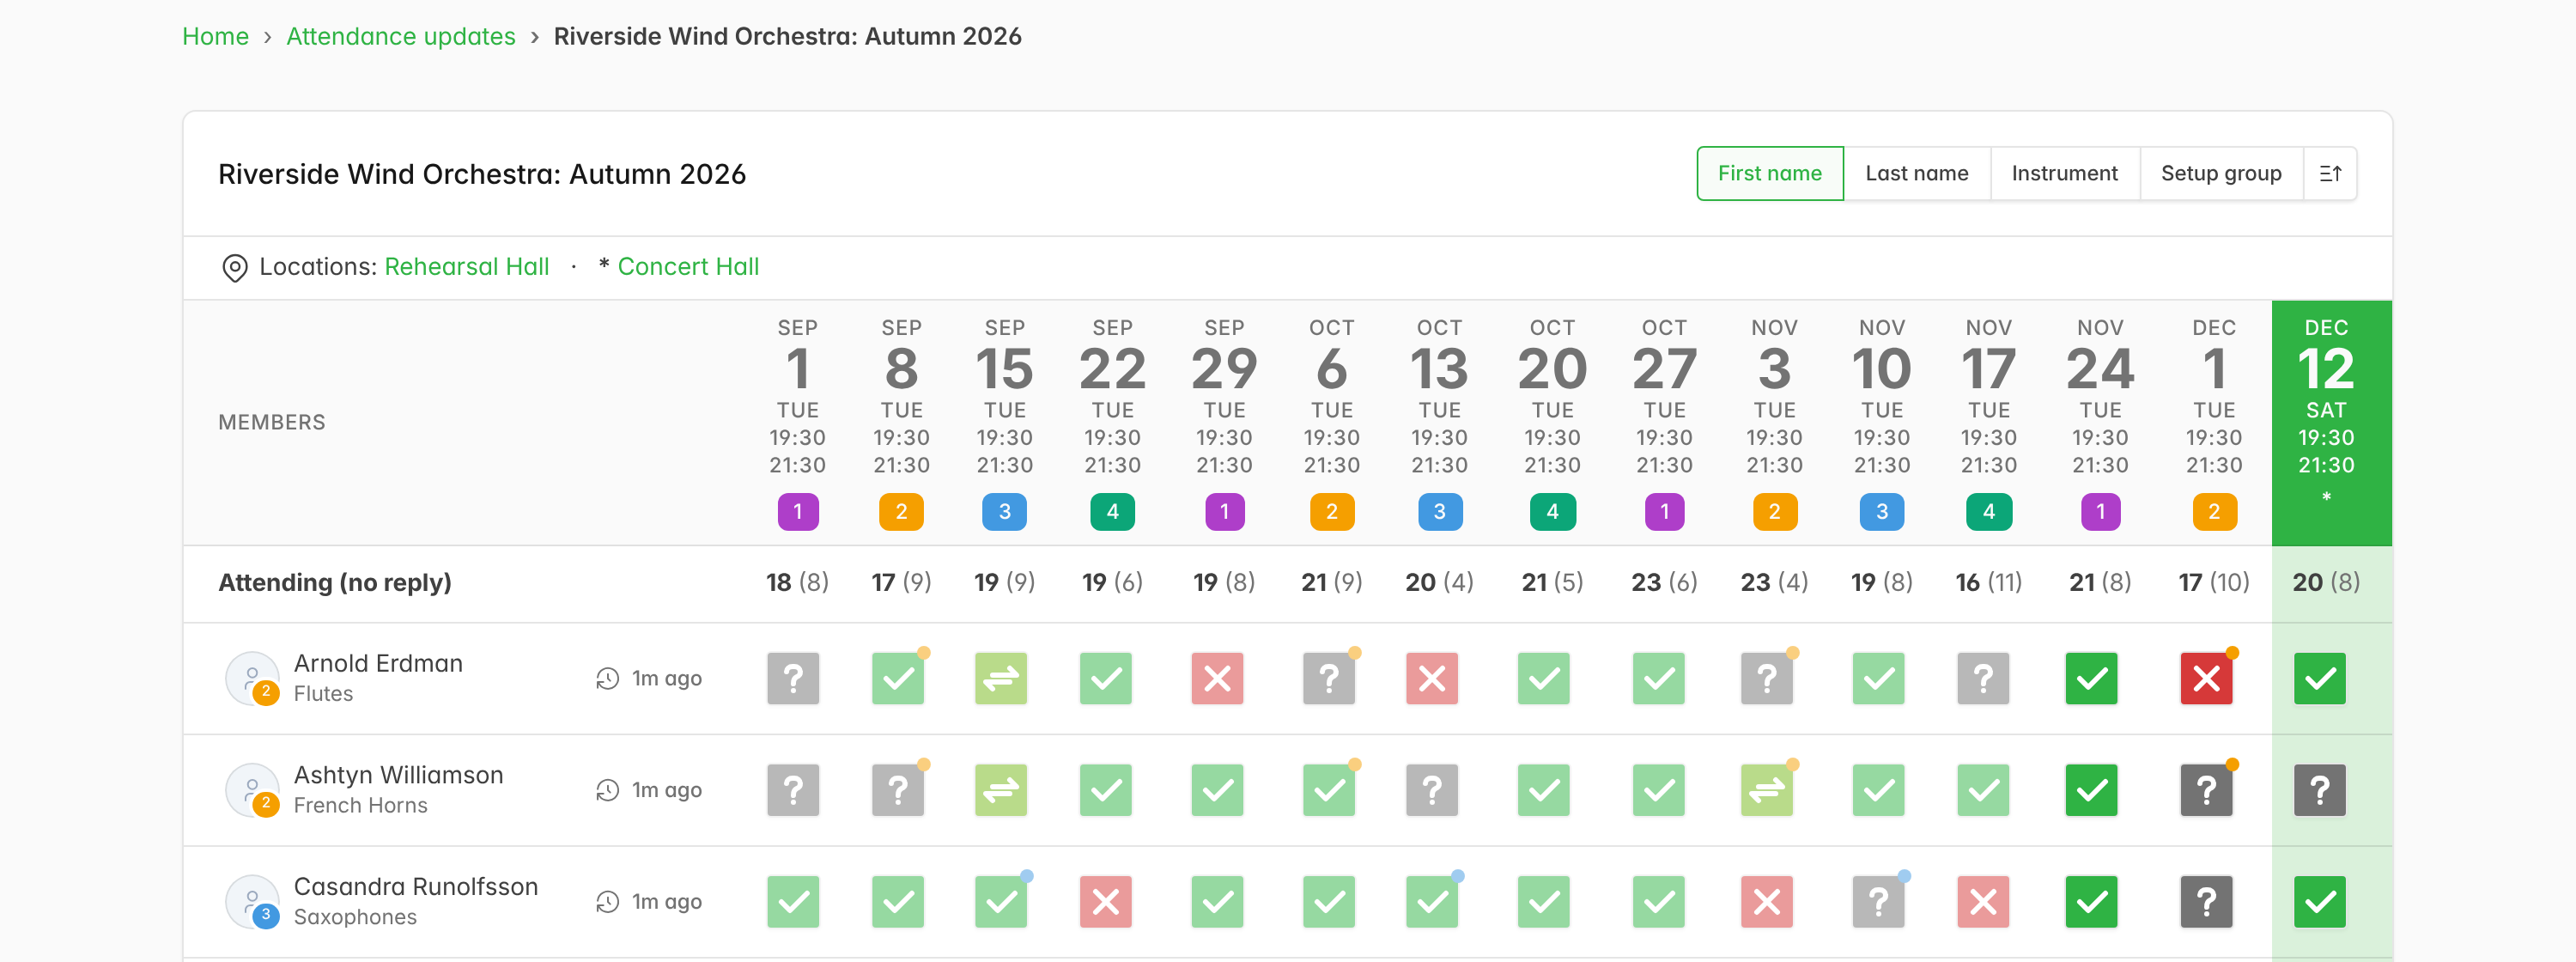 Home › Attendance updates › Riverside Wind Orchestra: Autumn 2026
Riverside Wind Orchestra: Autumn 2026
First name Last name Instrument Setup group
Locations: Rehearsal Hall · * Concert Hall
SEP SEP SEP SEP SEP OCT OCT OCT OCT NOV NOV NOV NOV DEC DEC
1 8 15 22 29 6 13 20 27 3 10 17 24 1 12
MEMBERS TUE TUE TUE TUE TUE TUE TUE TUE TUE TUE TUE TUE TUE TUE SAT
19:30 19:30 19:30 19:30 19:30 19:30 19:30 19:30 19:30 19:30 19:30 19:30 19:30 19:30 19:30
21:30 21:30 21:30 21:30 21:30 21:30 21:30 21:30 21:30 21:30 21:30 21:30 21:30 21:30 21:30
1 2 3 4 1 2 3 4 1 2 3 4 1 2 *
Attending (no reply) 18 (8) 17 (9) 19 (9) 19 (6) 19 (8) 21 (9) 20 (4) 21 (5) 23 (6) 23 (4) 19 (8) 16 (11) 21 (8) 17 (10) 20 (8)
Arnold Erdman
2 Flutes 1m ago ? ? ? ?
Ashtyn Williamson
2 French Horns 1m ago ? ? ? ? ?
Casandra Runolfsson
3 Saxophones 1m ago ? ?